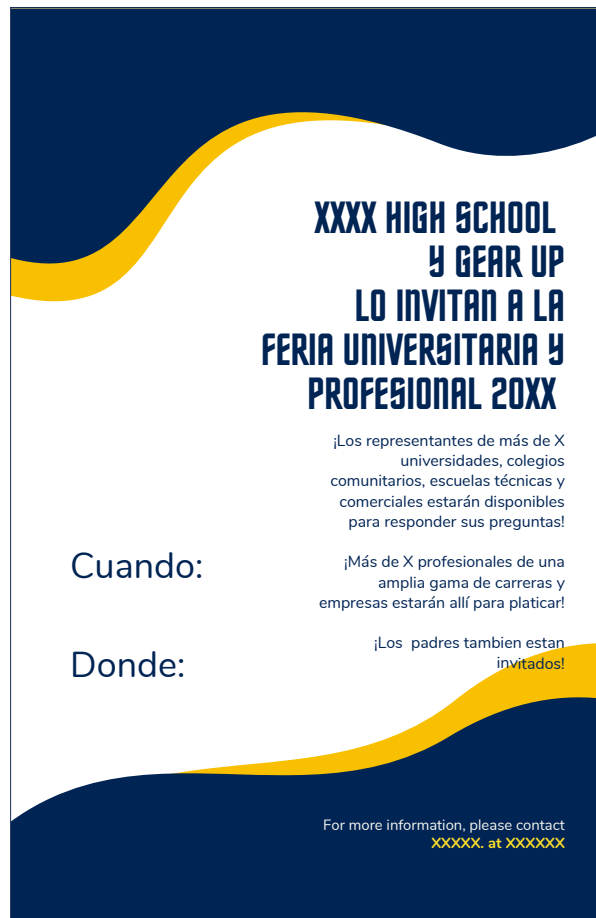 XXXX HIGH SCHOOL
Y GEAR UP
LO INVITAN A LA
FERIA UNIVERSITARIA Y
PROFESIONAL 20XX
¡Los representantes de más de X
universidades, colegios
comunitarios, escuelas técnicas y
comerciales estarán disponibles
para responder sus preguntas!
¡Más de X profesionales de una
amplia gama de carreras y
empresas estarán allí para platicar!
¡Los padres tambien estan
invitados!
Cuando:
Donde:
For more information, please contact
XXXXX. at XXXXXX